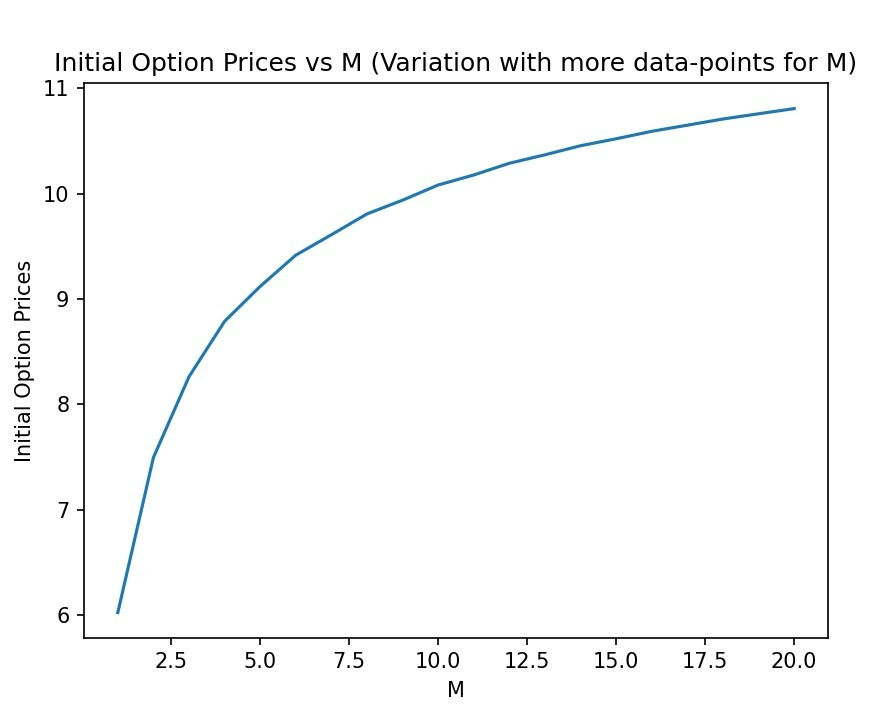 Initial Option Prices vs M (Variation with more data-points for M)
11
10
9
8
7
6
Initial Option Prices
2.5 5.0 7.5 10.0 12.5 15.0 17.5 20.0
M